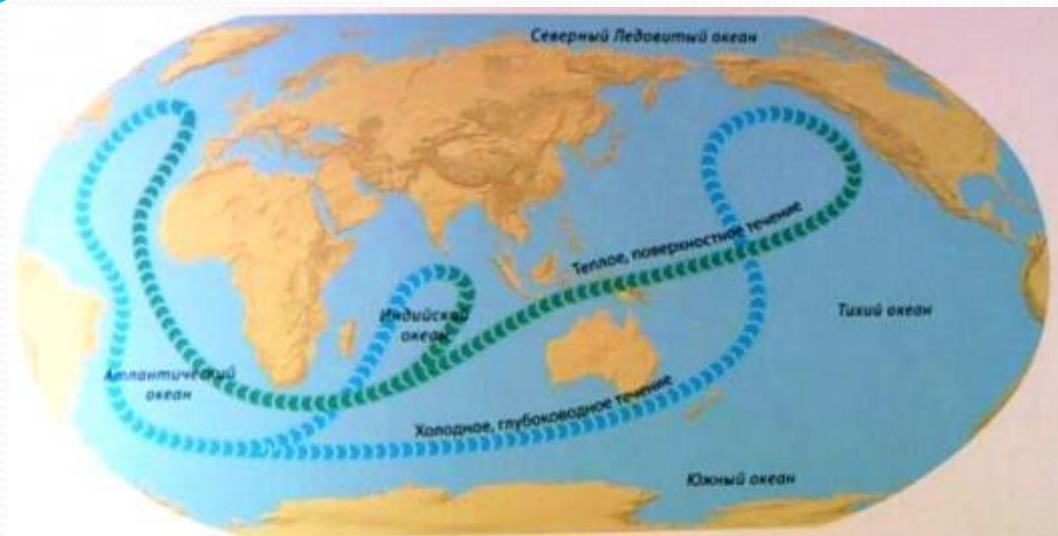 Северный Ледовитый океан
Теплое, поверхностное течение
Индийский
океан
Тихий океан
Атлантический
океан
Холодное, глубоководное течение
Южный океан